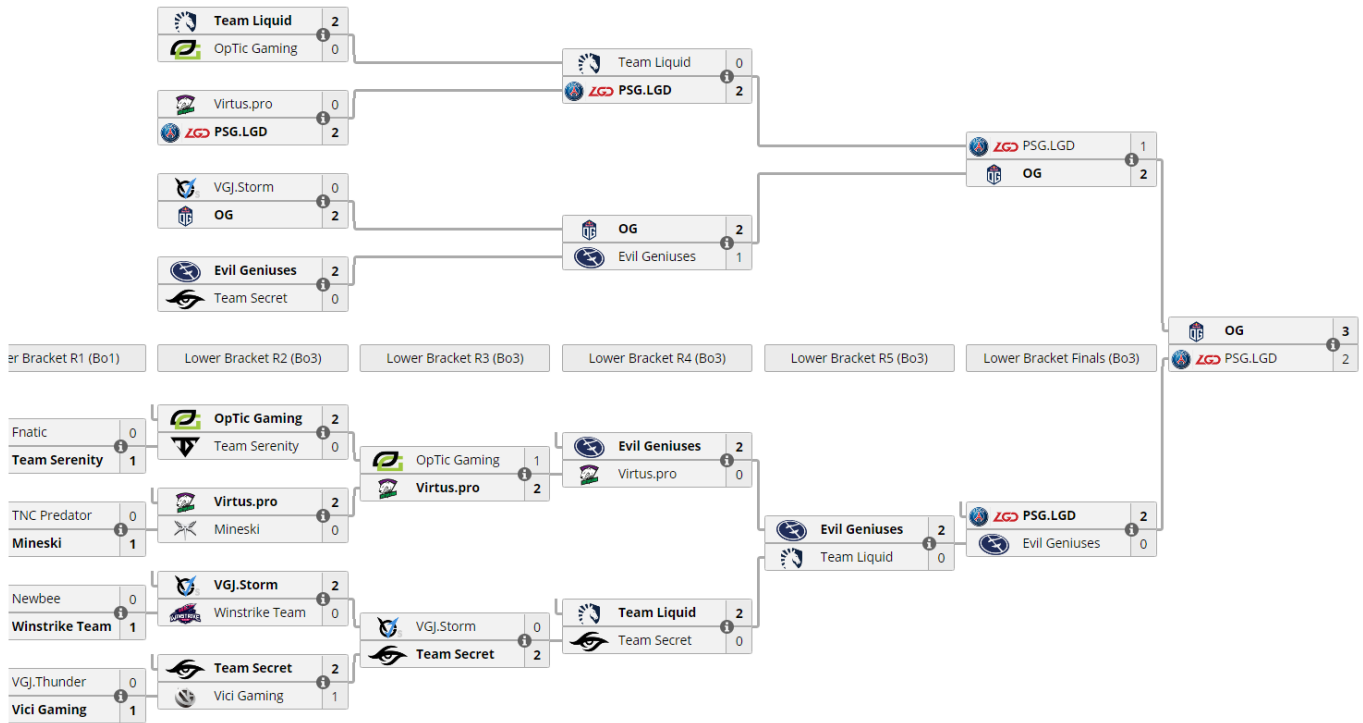 Team Liquid 2
OpTic Gaming 0
Virtus.pro 0
LGD PSG.LGD 2
VGJ.Storm 0
OG 2
Evil Geniuses 2
Team Secret 0
Team Liquid 0
LGD PSG.LGD 2
OG 2
Evil Geniuses 1
LGD PSG.LGD 1
OG 2
OG 3
LGD PSG.LGD 2
er Bracket R1 (Bo1)
Lower Bracket R2 (Bo3)
Lower Bracket R3 (Bo3)
Lower Bracket R4 (Bo3)
Lower Bracket R5 (Bo3)
Lower Bracket Finals (Bo3)
Fnatic 0
Team Serenity 1
TNC Predator 0
Mineski 1
Newbee 0
Winstrike Team 1
VGJ.Thunder 0
Vici Gaming 1
OpTic Gaming 2
Team Serenity 0
Virtus.pro 2
Mineski 0
VGJ.Storm 2
Winstrike Team 0
Team Secret 2
Vici Gaming 1
OpTic Gaming 1
Virtus.pro 2
VGJ.Storm 0
Team Secret 2
Evil Geniuses 2
Virtus.pro 0
Team Liquid 2
Team Secret 0
Evil Geniuses 2
Team Liquid 0
LGD PSG.LGD 2
Evil Geniuses 0